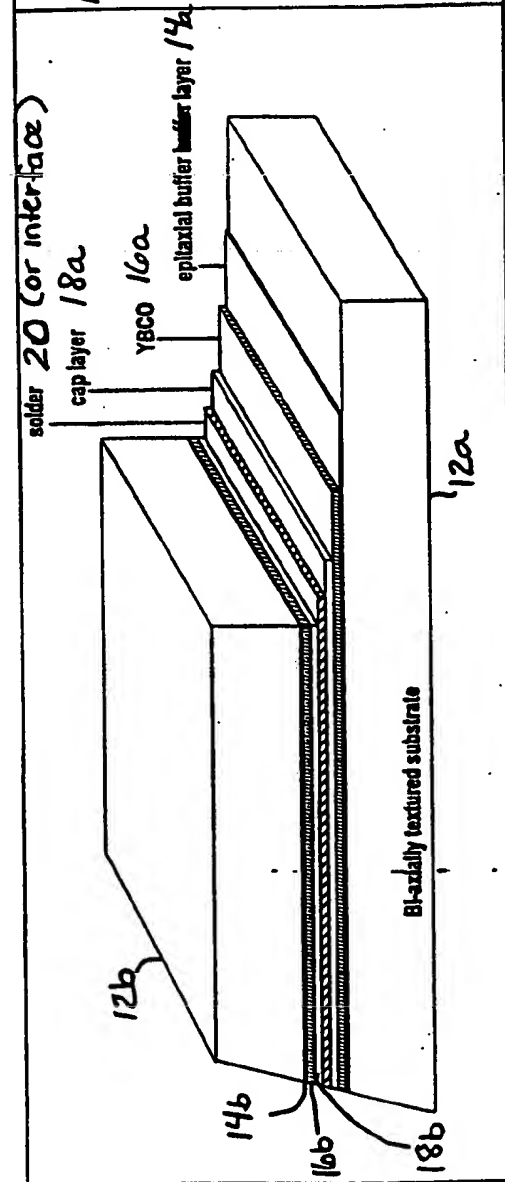 solder 20 (or interface)
cap layer 18a
YBCO 16a
epitaxial buffer buffer layer 14a
12b
14b
16b
18b
Bi-axially textured substrate
12a